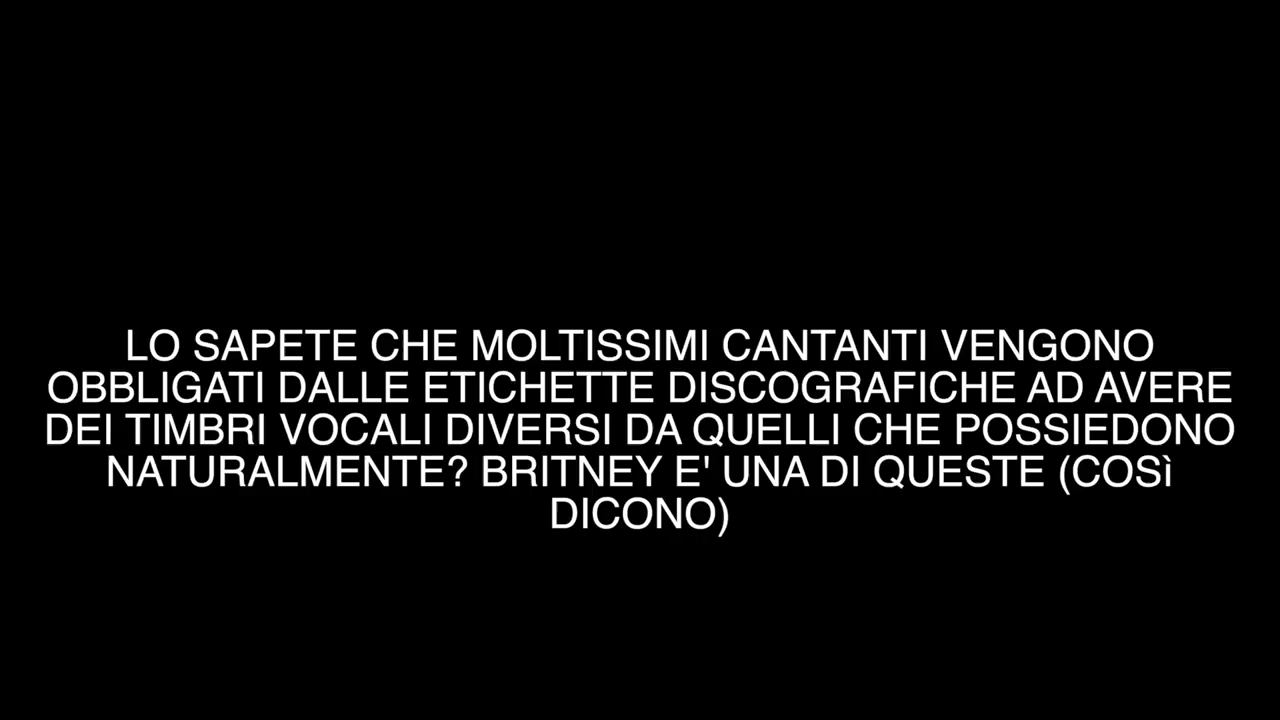 LO SAPETE CHE MOLTISSIMI CANTANTI VENGONO
OBBLIGATI DALLE ETICHETTE DISCOGRAFICHE AD AVERE
DEI TIMBRI VOCALI DIVERSI DA QUELLI CHE POSSIEDONO
NATURALMENTE? BRITNEY E' UNA DI QUESTE (COSì
DICONO)